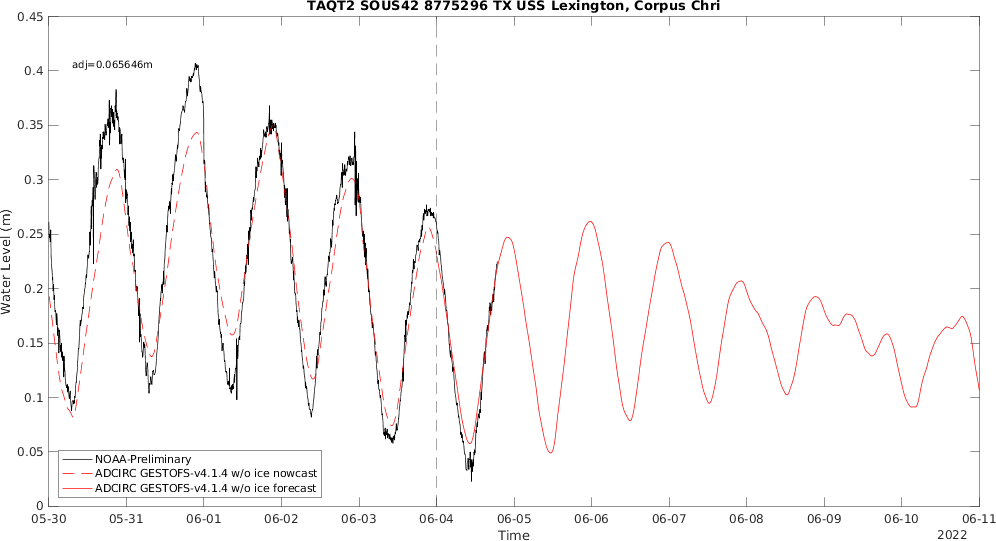 TAQT2 SOUS42 8775296 TX USS Lexington, Corpus Chri
0.45
adj=0.065646m
0.4
0.35
0.3
0.25
0.2
0.15
0.1
0.05
0
Water Level (m)
NOAA-Preliminary
ADCIRC GESTOFS-v4.1.4 w/o ice nowcast
ADCIRC GESTOFS-v4.1.4 w/o ice forecast
05-30 05-31 06-01 06-02 06-03 06-04 06-05 06-06 06-07 06-08 06-09 06-10 06-11
Time
2022